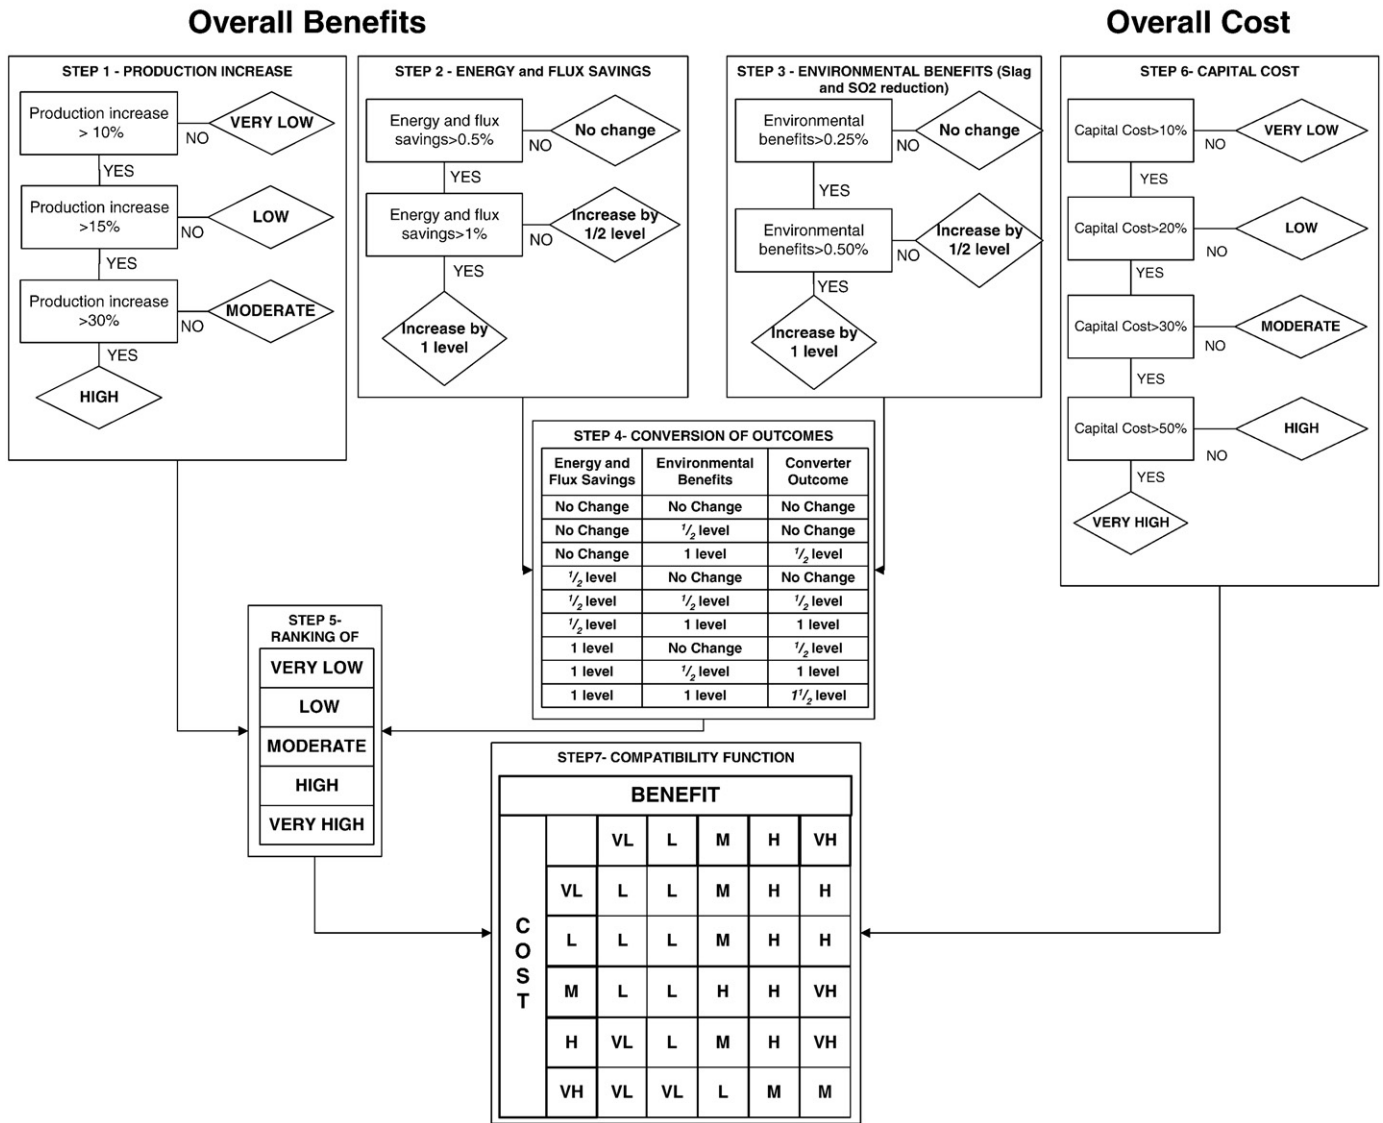 Overall Benefits
Overall Cost
STEP 1 - PRODUCTION INCREASE
Production increase
> 10%
NO
VERY LOW
YES
Production increase
>15%
NO
LOW
YES
Production increase
>30%
NO
MODERATE
YES
HIGH
STEP 2 - ENERGY and FLUX SAVINGS
Energy and flux
savings>0.5%
NO
No change
YES
Energy and flux
savings>1%
NO
Increase by
1/2 level
YES
Increase by
1 level
STEP 3 - ENVIRONMENTAL BENEFITS (Slag
and SO2 reduction)
Environmental
benefits>0.25%
NO
No change
YES
Environmental
benefits>0.50%
NO
Increase by
1/2 level
YES
Increase by
1 level
STEP 6- CAPITAL COST
Capital Cost>10%
NO
VERY LOW
YES
Capital Cost>20%
NO
LOW
YES
Capital Cost>30%
NO
MODERATE
YES
Capital Cost>50%
NO
HIGH
YES
VERY HIGH
STEP 4- CONVERSION OF OUTCOMES
Energy and
Flux Savings
Environmental
Benefits
Converter
Outcome
No Change No Change No Change
No Change 1/2 level No Change
No Change 1 level 1/2 level
1/2 level No Change No Change
1/2 level 1/2 level 1/2 level
1/2 level 1 level 1 level
1 level No Change 1/2 level
1 level 1/2 level 1 level
1 level 1 level 11/2 level
STEP 5-
RANKING OF
VERY LOW
LOW
MODERATE
HIGH
VERY HIGH
STEP7- COMPATIBILITY FUNCTION
BENEFIT
COST
VL L M H VH
VL L L M H H
L L L M H H
M L L H H VH
H VL L M H VH
VH VL VL L M M